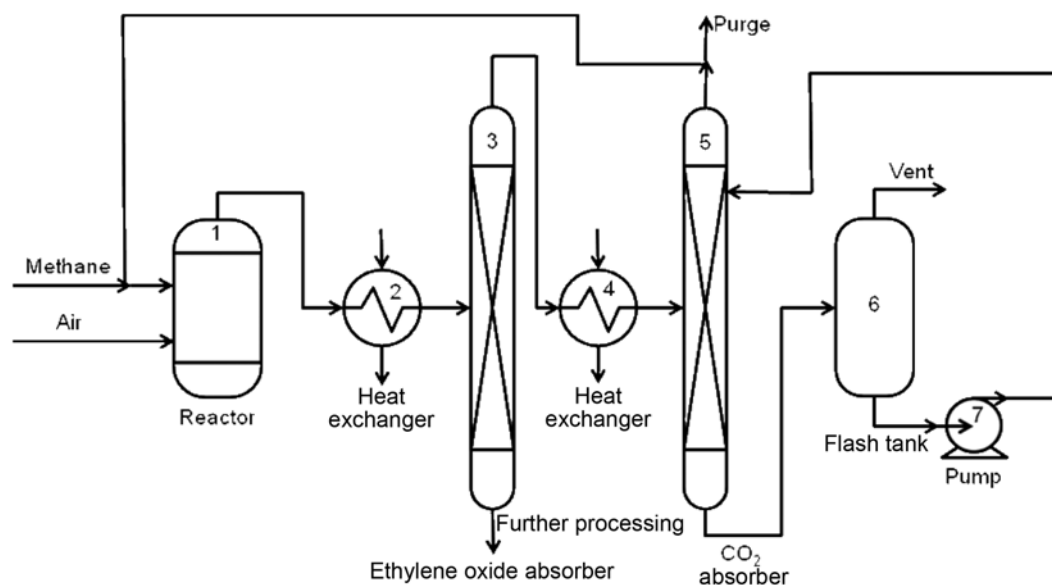 Purge
3
5
1
Vent
Methane
2
4
6
Air
Reactor
Heat
exchanger
Heat
exchanger
7
Flash tank
Pump
Further processing
CO₂
absorber
Ethylene oxide absorber